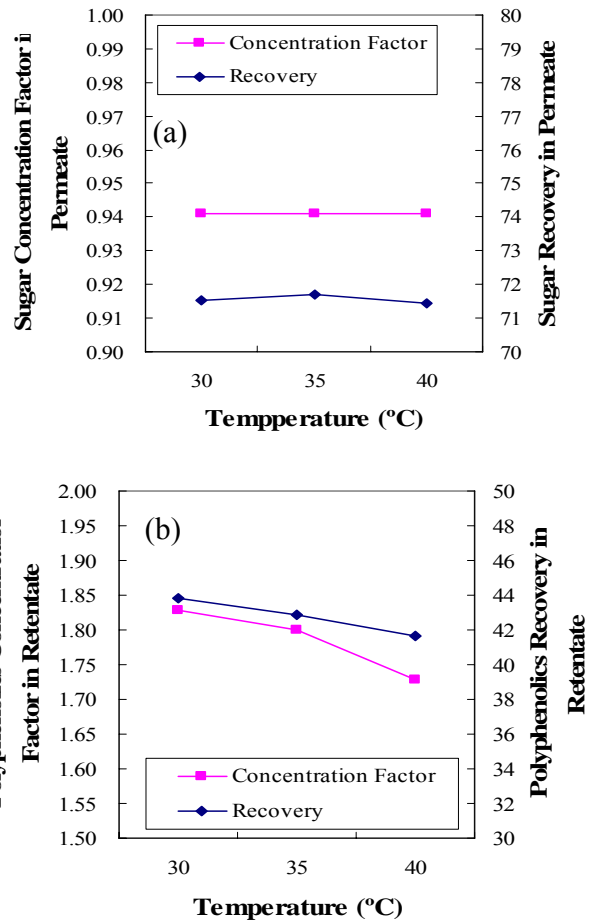 1.00
0.99
0.98
0.97
0.96
0.95
0.94
0.93
0.92
0.91
0.90
Sugar Concentration Factor i
Permeate
Concentration Factor
Recovery
(a)
80
79
78
77
76
75
74
73
72
71
70
Sugar Recovery in Permeate
30 35 40
Tempperature (ºC)
2.00
1.95
1.90
1.85
1.80
1.75
1.70
1.65
1.60
1.55
1.50
Factor in Retentate
(b)
Concentration Factor
Recovery
50
48
46
44
42
40
38
36
34
32
30
Polyphenolics Recovery in
Retentate
30 35 40
Temperature (ºC)